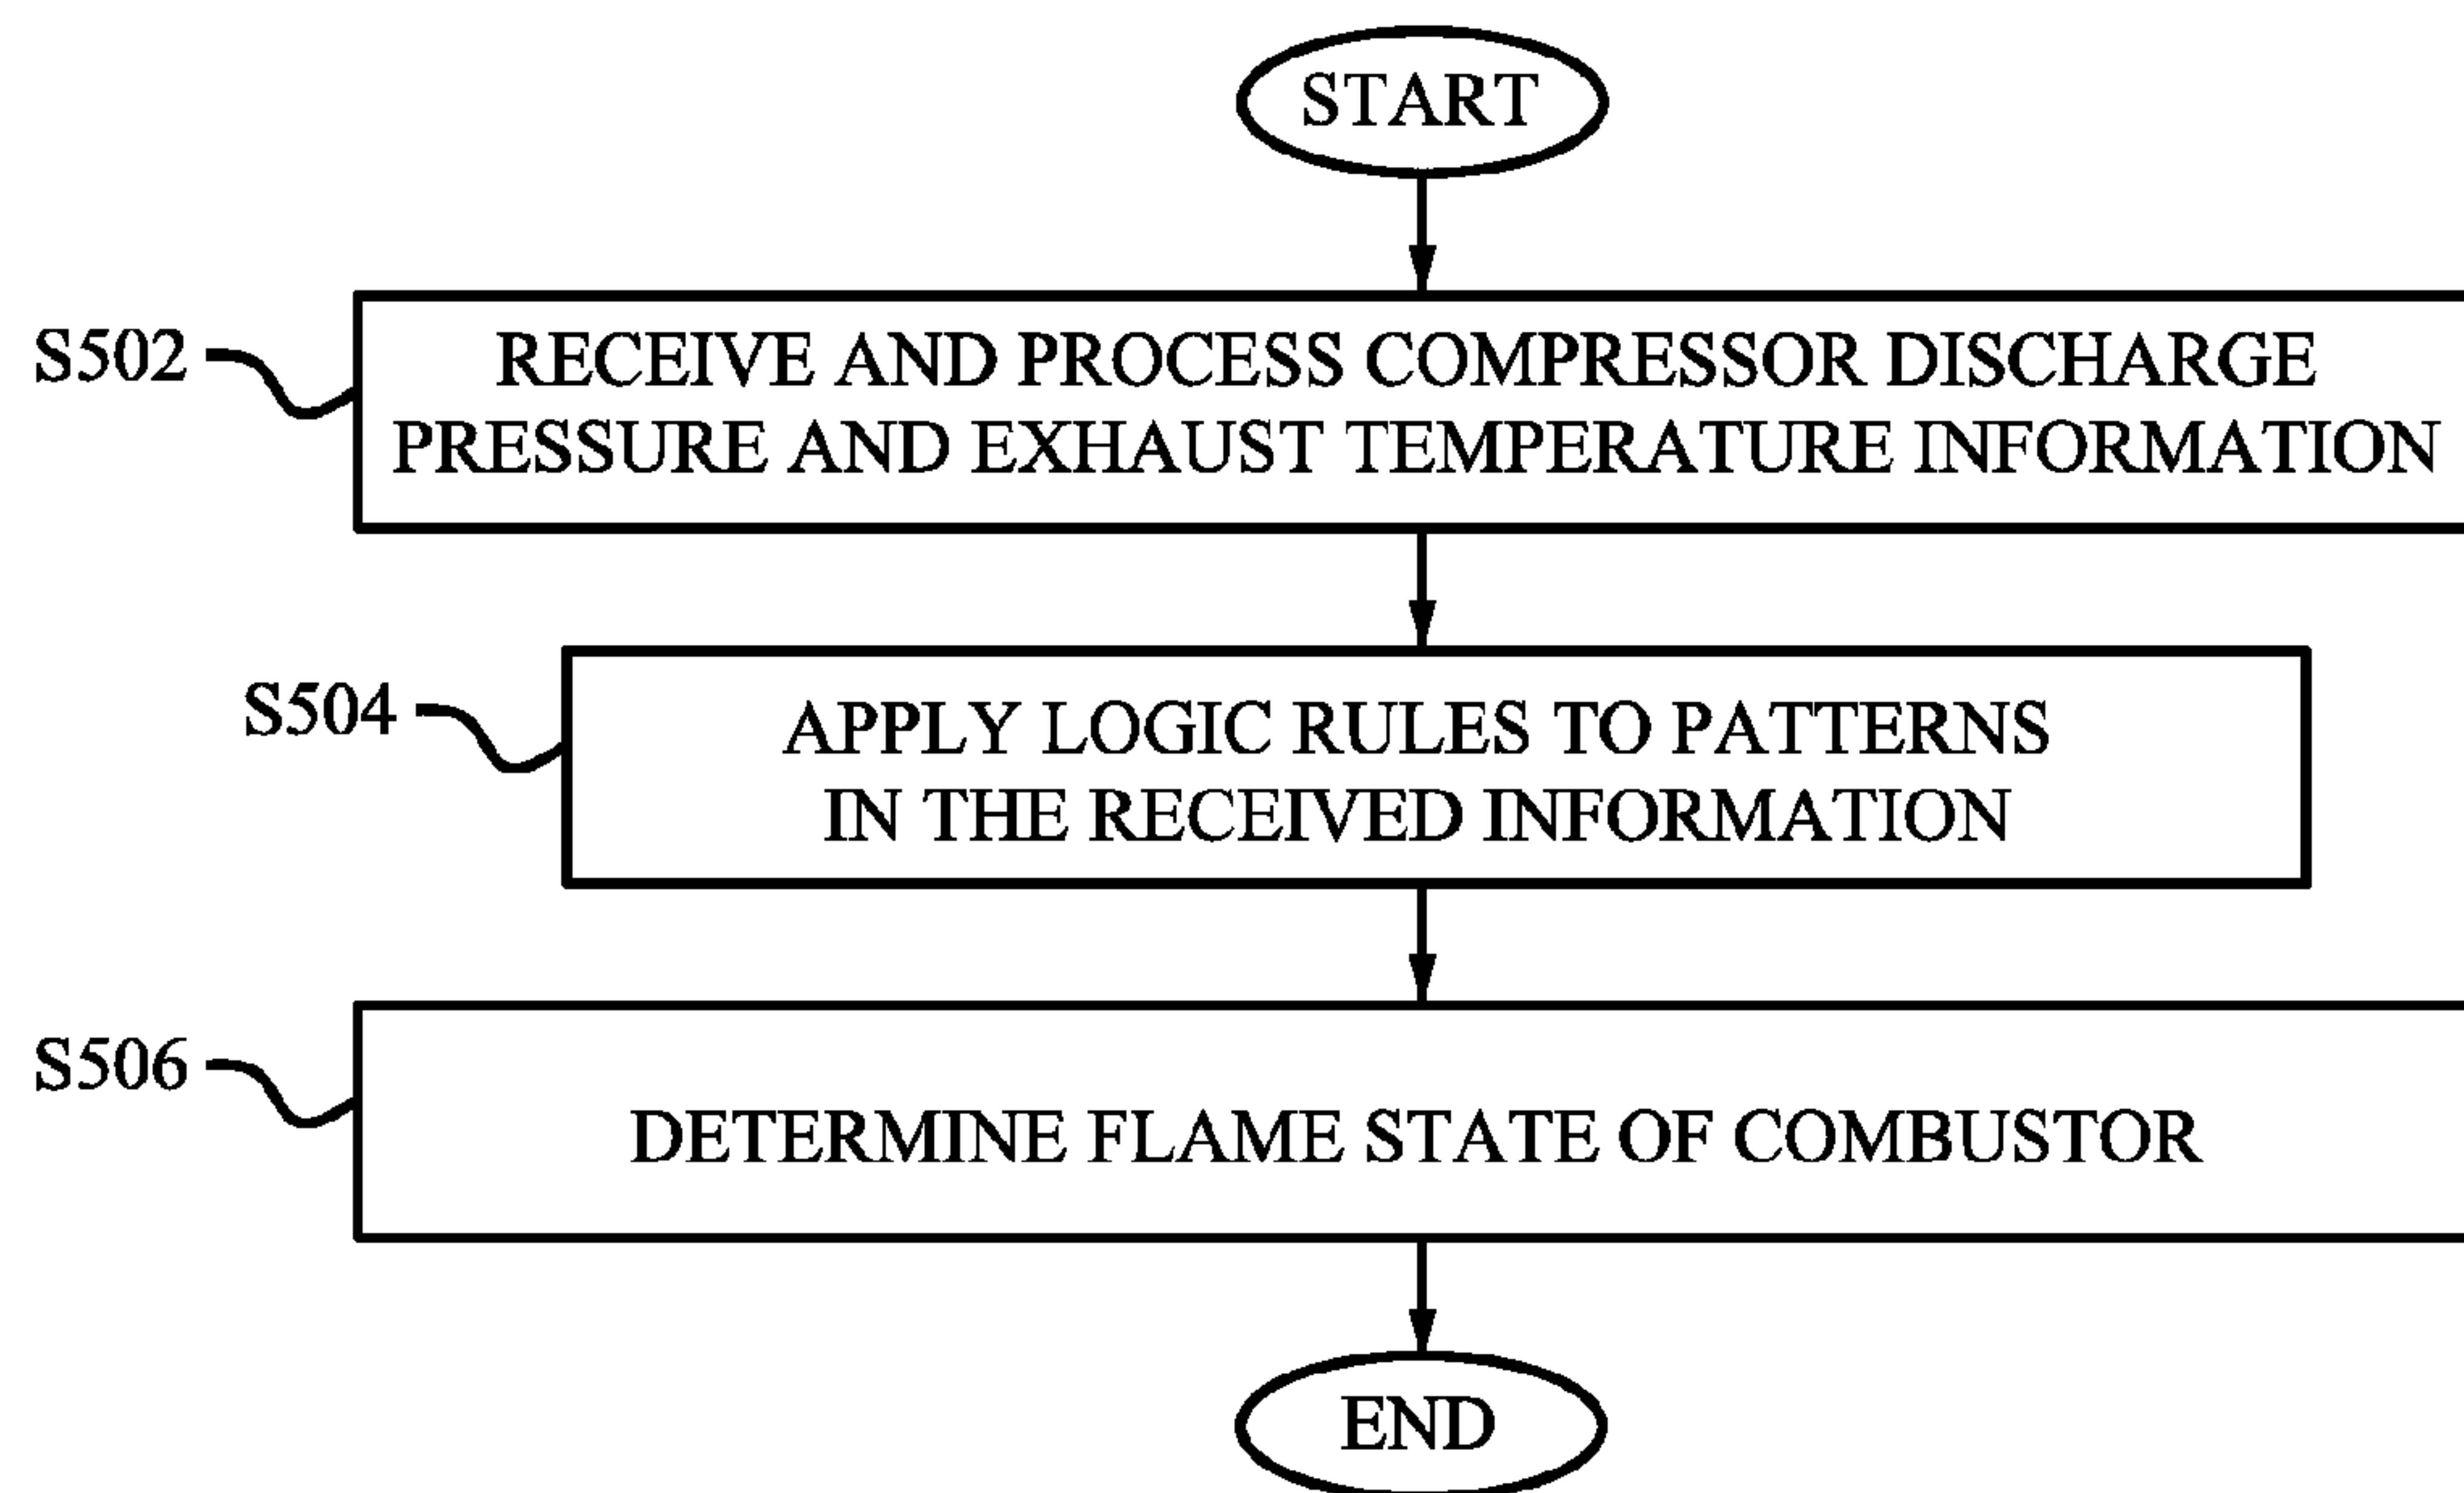 START
S502
RECEIVE AND PROCESS COMPRESSOR DISCHARGE
PRESSURE AND EXHAUST TEMPERATURE INFORMATION
S504
APPLY LOGIC RULES TO PATTERNS
IN THE RECEIVED INFORMATION
S506
DETERMINE FLAME STATE OF COMBUSTOR
END